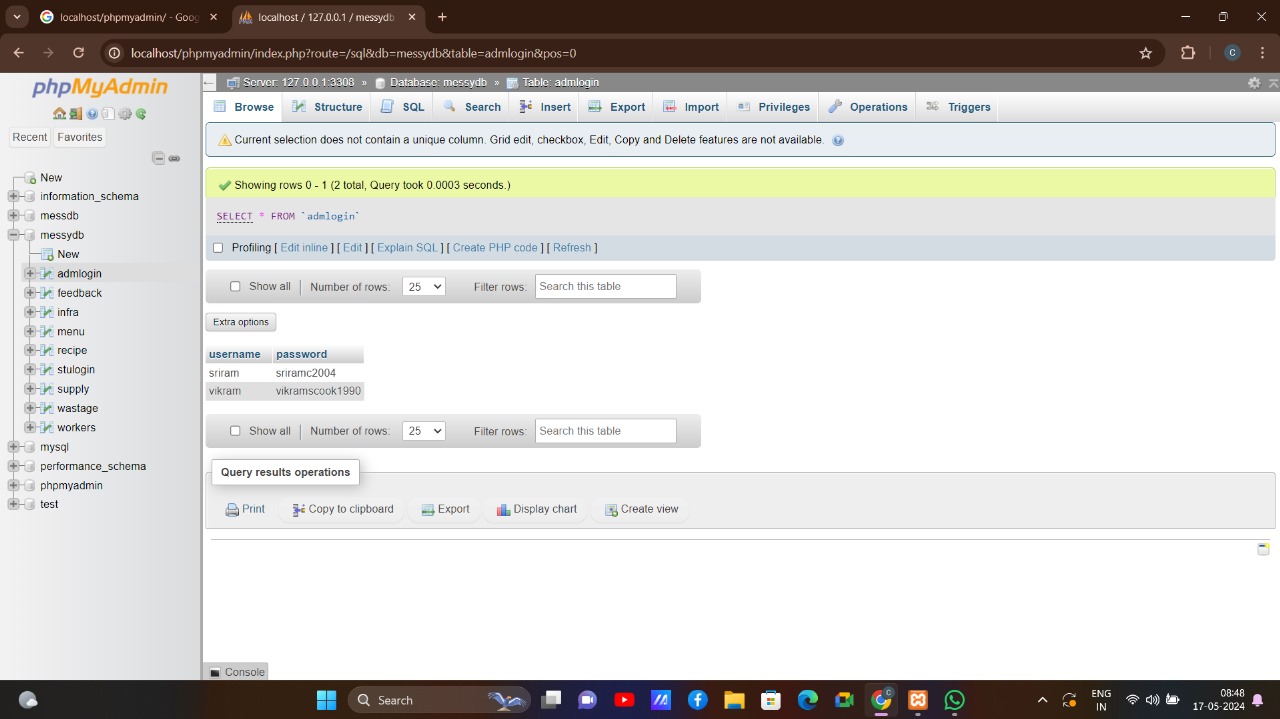 localhost/phpmyadmin/ - Goog
localhost / 127.0.0.1 / messydb
localhost/phpmyadmin/index.php?route=/sql&db=messydb&table=admlogin&pos=0
C
phpMyAdmin
Recent
Favorites
New
information_schema
messdb
messydb
New
admlogin
feedback
infra
menu
recipe
stulogin
supply
wastage
workers
mysql
performance_schema
phpmyadmin
test
Server: 127.0.0.1:3308 » Database: messydb » Table: admlogin
Browse Structure SQL Search Insert Export Import Privileges Operations Triggers
Current selection does not contain a unique column. Grid edit, checkbox, Edit, Copy and Delete features are not available.
Showing rows 0 - 1 (2 total, Query took 0.0003 seconds.)
SELECT * FROM `admlogin`
Profiling [ Edit inline ] [ Edit ] [ Explain SQL ] [ Create PHP code ] [ Refresh ]
Show all Number of rows: 25 Filter rows: Search this table
Extra options
username password
sriram sriramc2004
vikram vikramscook1990
Show all Number of rows: 25 Filter rows: Search this table
Query results operations
Print Copy to clipboard Export Display chart Create view
Console
Search
ENG
IN
08:48
17-05-2024